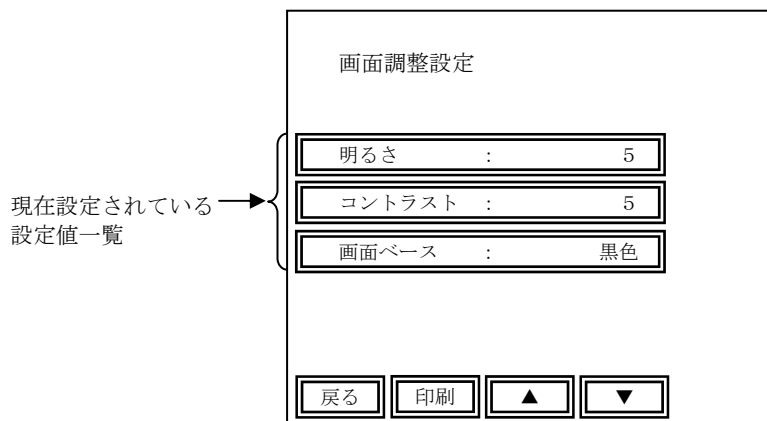 画面調整設定
明るさ : 5
コントラスト : 5
画面ベース : 黒色
現在設定されている
設定値一覧
戻る 印刷 ▲ ▼